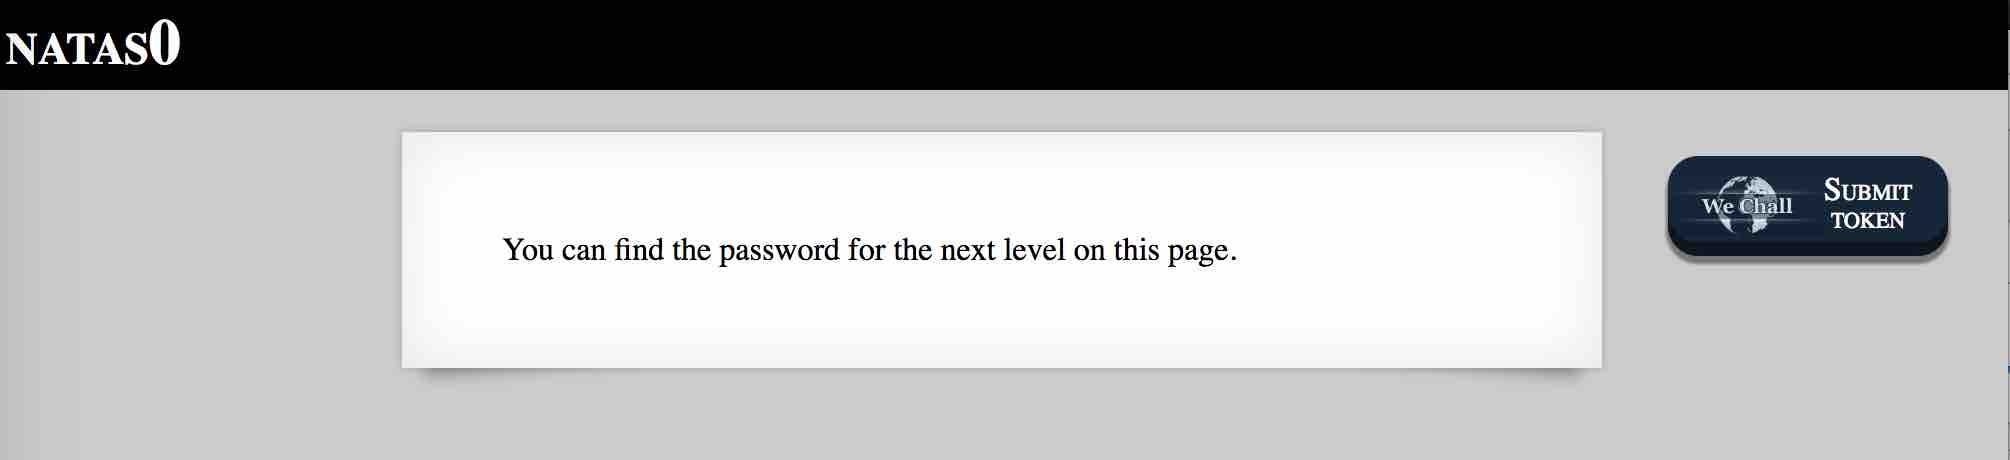 NATAS0
You can find the password for the next level on this page.
We Chall
SUBMIT
TOKEN